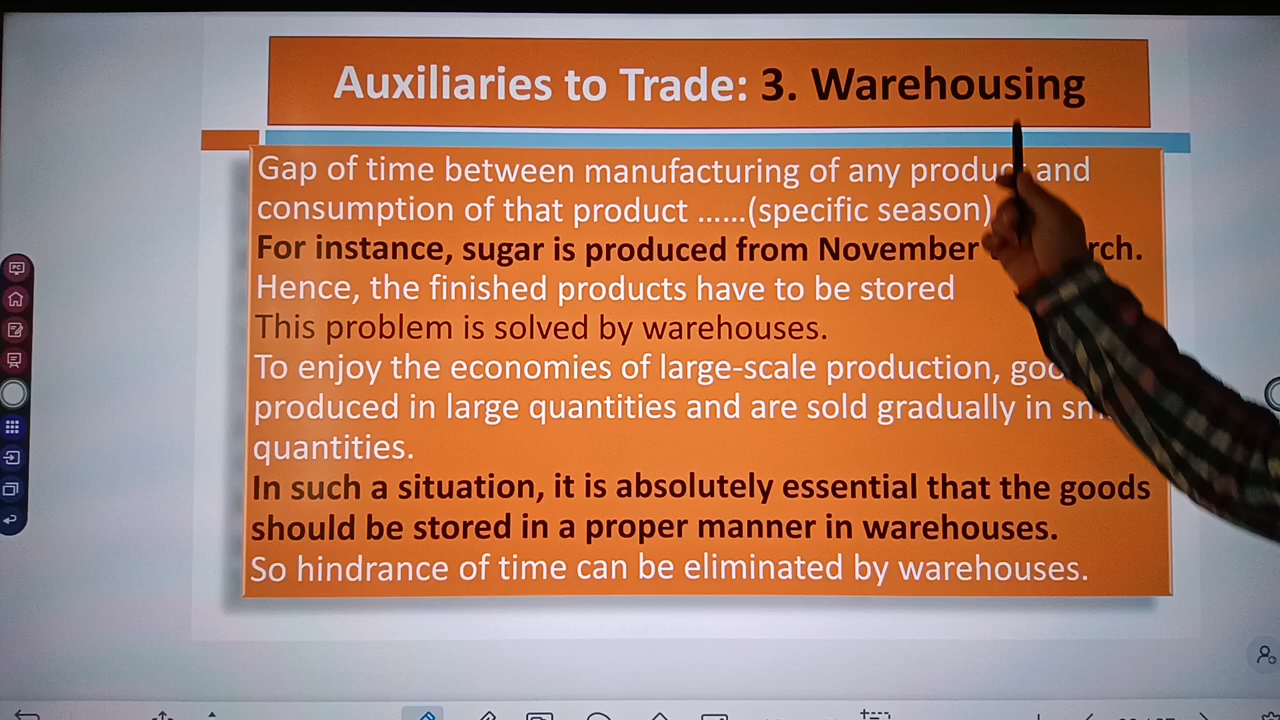 Auxiliaries to Trade: 3. Warehousing
Gap of time between manufacturing of any product and
consumption of that product ......(specific season)
For instance, sugar is produced from November
Hence, the finished products have to be stored
This problem is solved by warehouses.
To enjoy the economies of large-scale production,
produced in large quantities and are sold gradually in
quantities.
In such a situation, it is absolutely essential that the goods
should be stored in a proper manner in warehouses.
So hindrance of time can be eliminated by warehouses.